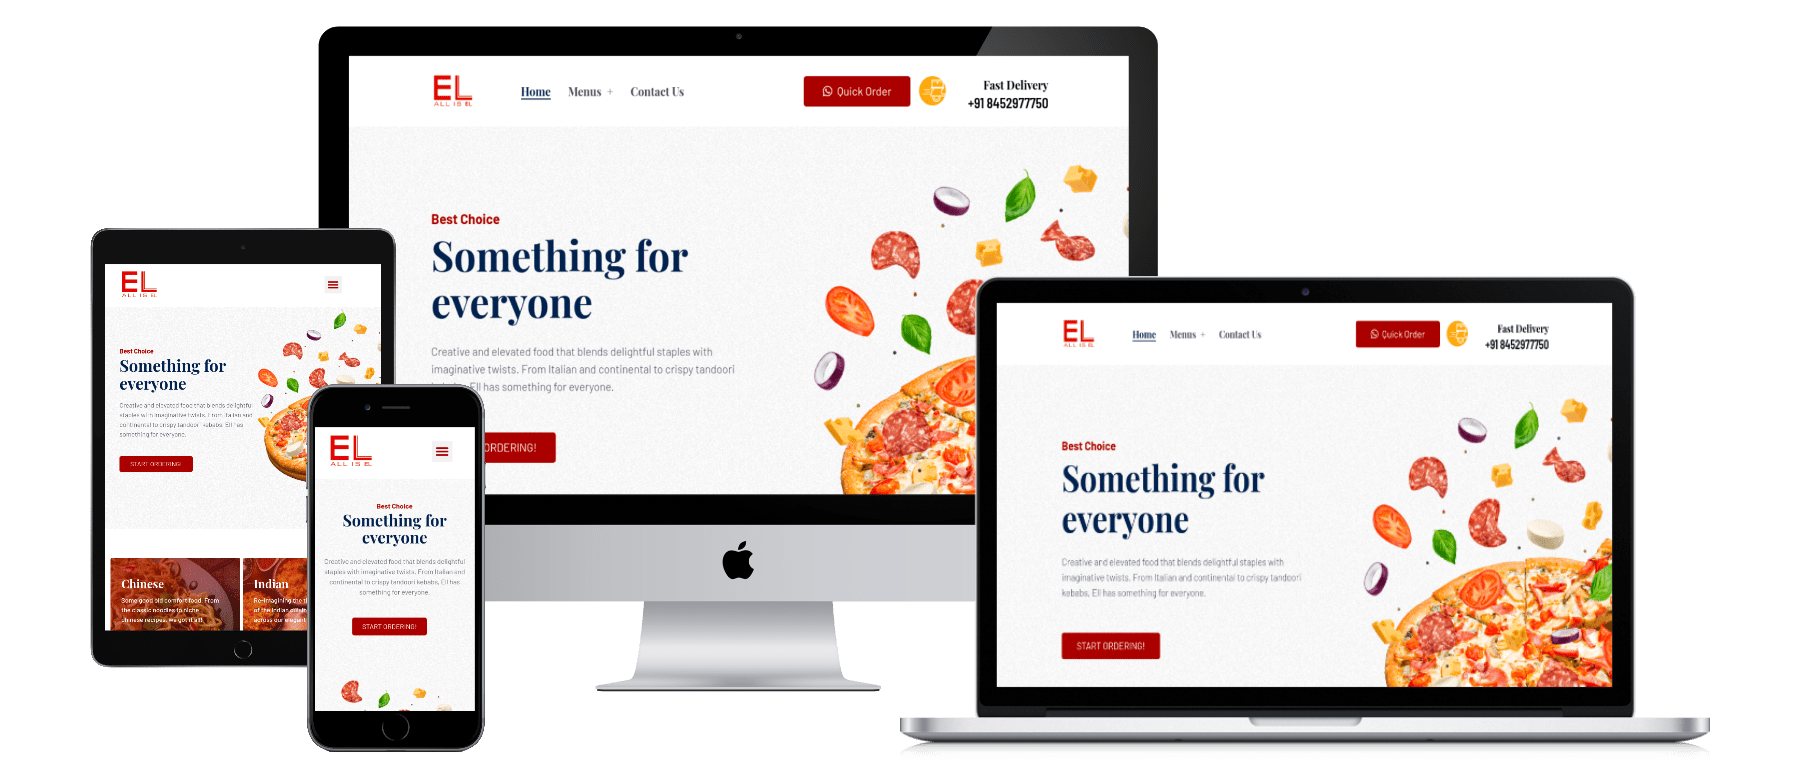 EL
ALL IS EL
Home Menus + Contact Us
Quick Order
Fast Delivery
+91 8452977750
Best Choice
Something for
everyone
Creative and elevated food that blends delightful staples with
imaginative twists. From Italian and continental to crispy tandoori
Ell has something for everyone.
ORDERING!
EL
ALL IS EL
Best Choice
Something for
everyone
Creative and elevated food that blends delightful
staples with imaginative twists. From Italian and
continental to crispy tandoori kebabs, Ell has
something for everyone.
START ORDERING!
Chinese
Some good old comfort food. From
the classic noodles to niche
chinese recipes, we got it all!
Indian
Re-imagining the
of the Indian
across our elegant
EL
ALL IS EL
Best Choice
Something for
everyone
Creative and elevated food that blends delightful
staples with imaginative twists. From Italian and
continental to crispy tandoori kebabs, Ell has
something for everyone.
START ORDERING!
EL
ALL IS EL
Home Menus + Contact Us
Quick Order
Fast Delivery
+91 8452977750
Best Choice
Something for
everyone
Creative and elevated food that blends delightful staples with
imaginative twists. From Italian and continental to crispy tandoori
kebabs, Ell has something for everyone.
START ORDERING!